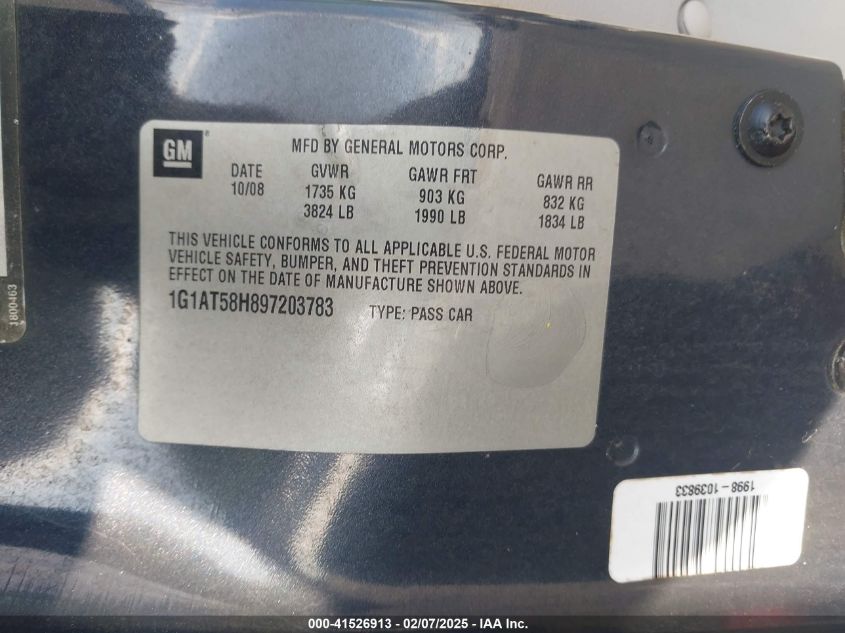 GM
MFD BY GENERAL MOTORS CORP.
DATE GVWR GAWR FRT GAWR RR
10/08 1735 KG 903 KG 832 KG
3824 LB 1990 LB 1834 LB
THIS VEHICLE CONFORMS TO ALL APPLICABLE U.S. FEDERAL MOTOR
VEHICLE SAFETY, BUMPER, AND THEFT PREVENTION STANDARDS IN
EFFECT ON THE DATE OF MANUFACTURE SHOWN ABOVE.
1G1AT58H897203783 TYPE: PASS CAR
1800463
1998-1039833
000-41526913 — 02/07/2025 — IAA Inc.